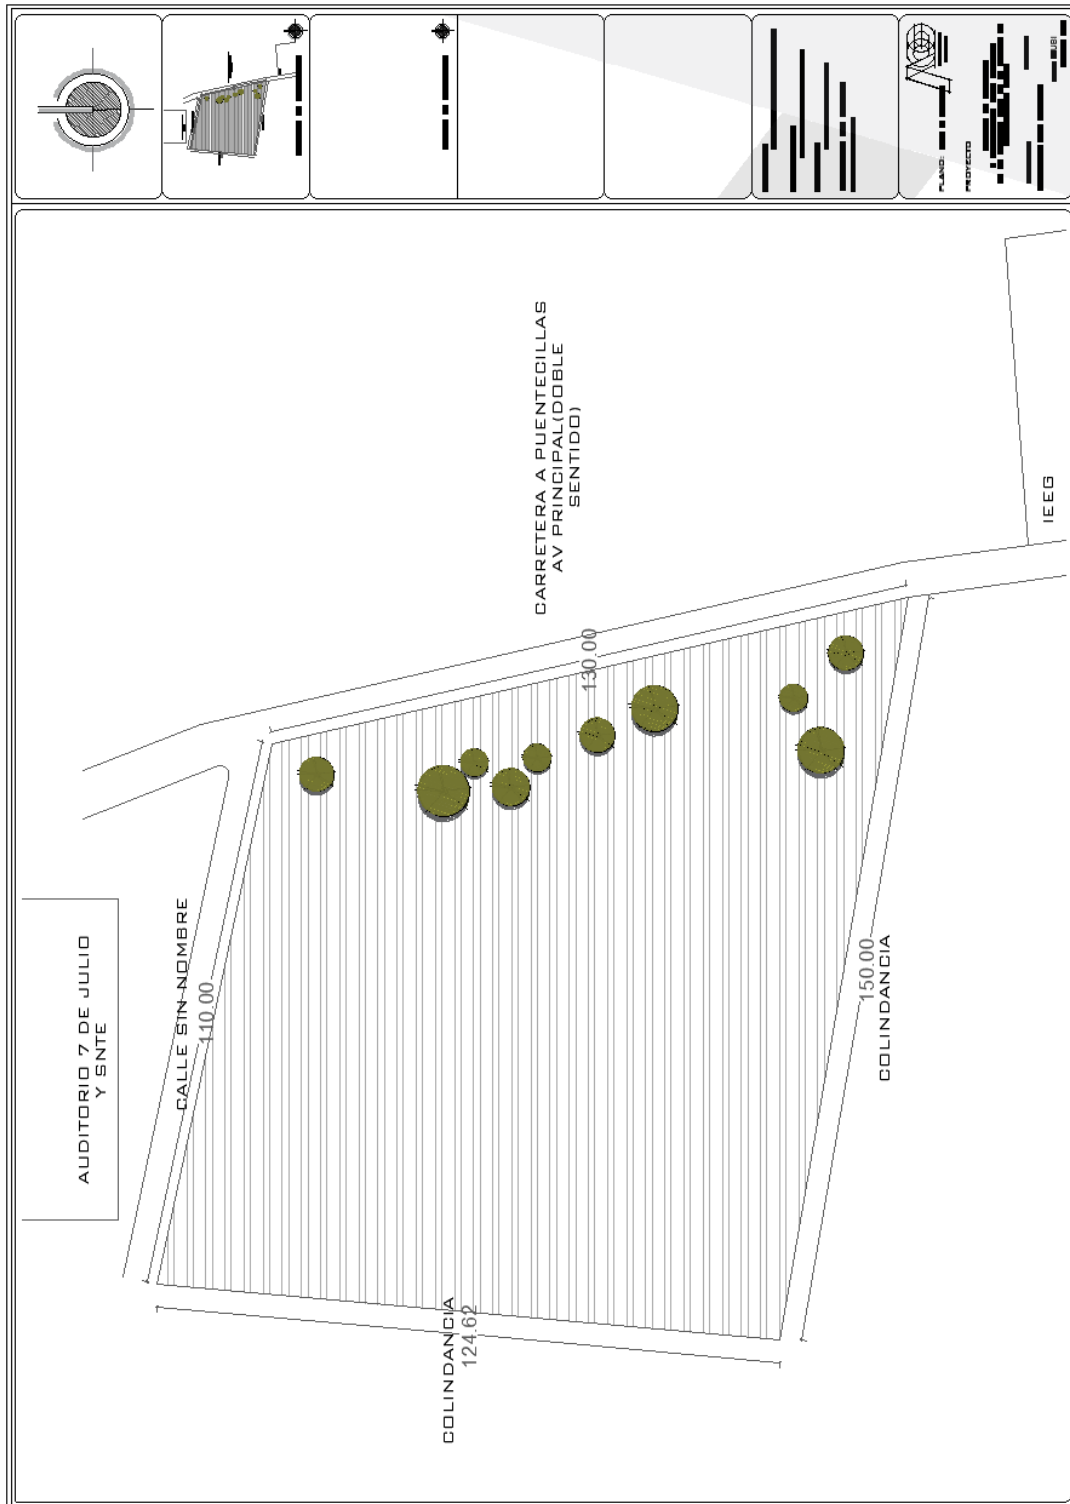 PLANO:
PROYECTO
UBI
CARRETERA A PUENTECILLAS
AV PRINCIPAL(DOBLE
SENTIDO)
IEEG
130.00
AUDITORIO 7 DE JULIO
Y SNTE
CALLE SIN NOMBRE
110.00
150.00
COLINDANCIA
COLINDANCIA
124.62